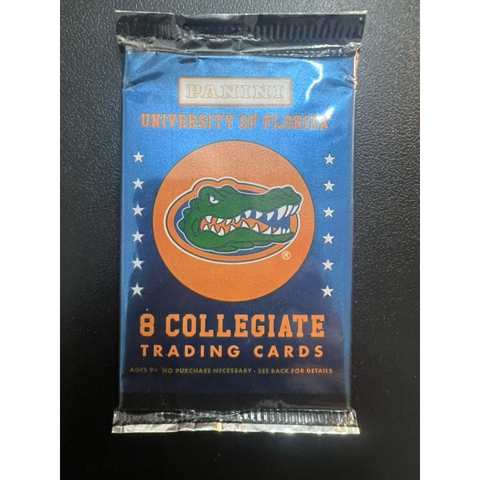 PANINI
UNIVERSITY OF FLORIDA
®
8 COLLEGIATE
TRADING CARDS
AGES 9+ NO PURCHASE NECESSARY - SEE BACK FOR DETAILS